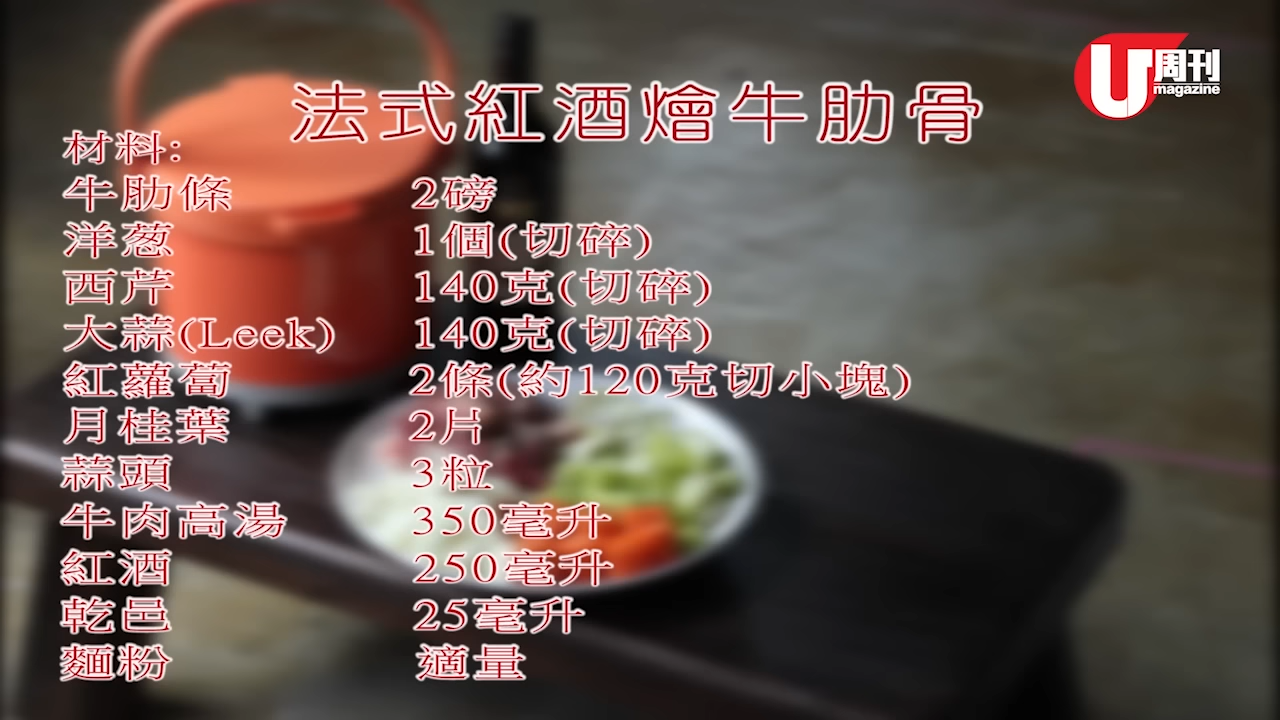 U周刊
magazine
法式紅酒燴牛肋骨
材料:
牛肋條 2磅
洋葱 1個(切碎)
西芹 140克(切碎)
大蒜(Leek) 140克(切碎)
紅蘿蔔 2條(約120克切小塊)
月桂葉 2片
蒜頭 3粒
牛肉高湯 350毫升
紅酒 250毫升
乾邑 25毫升
麵粉 適量